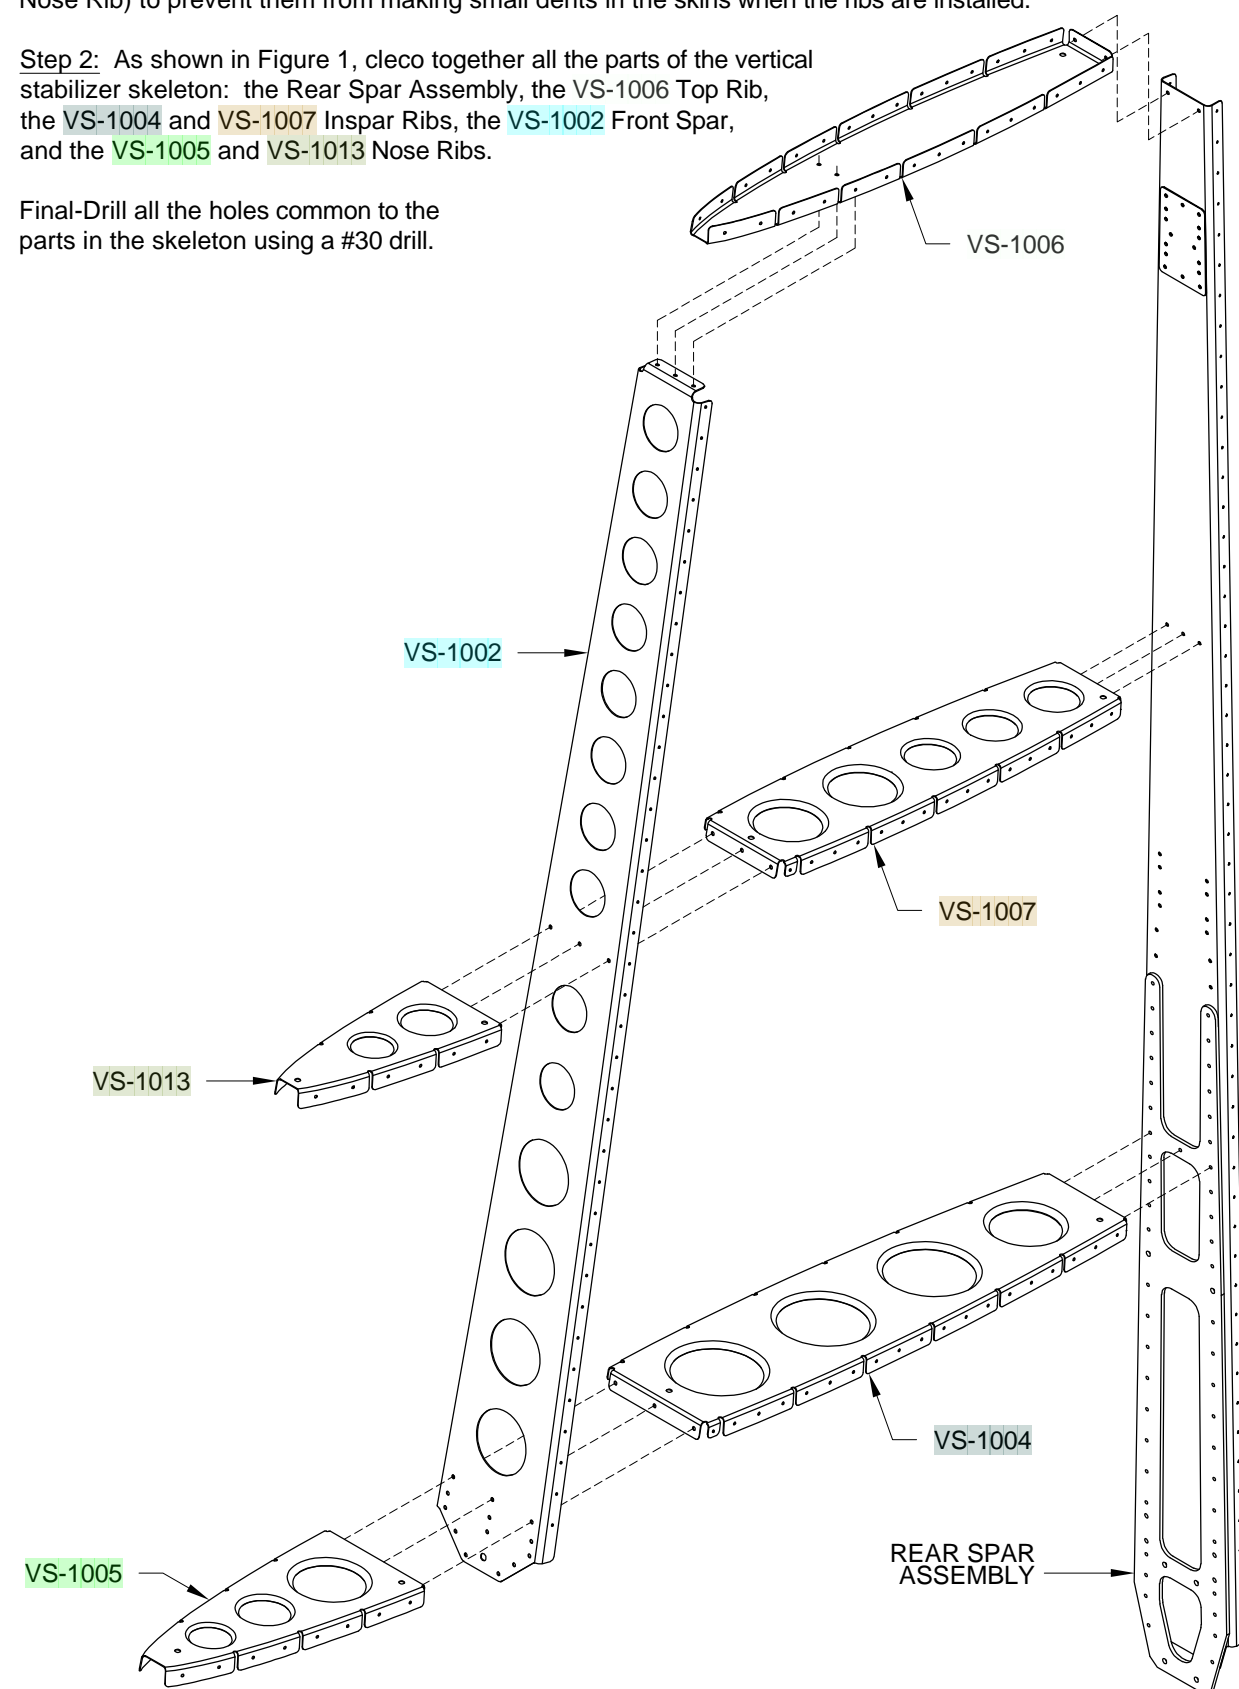 Nose Rib) to prevent them from making small dents in the skins when the ribs are installed.
Step 2: As shown in Figure 1, cleco together all the parts of the vertical
stabilizer skeleton: the Rear Spar Assembly, the VS-1006 Top Rib,
the VS-1004 and VS-1007 Inspar Ribs, the VS-1002 Front Spar,
and the VS-1005 and VS-1013 Nose Ribs.
Final-Drill all the holes common to the
parts in the skeleton using a #30 drill.
VS-1006
VS-1002
VS-1007
VS-1013
VS-1004
REAR SPAR
ASSEMBLY
VS-1005